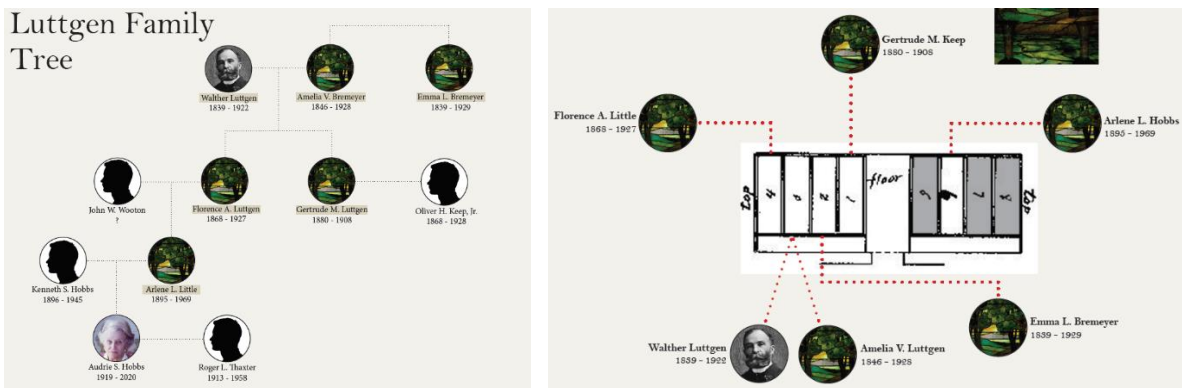 Luttgen Family
Tree
Walther Luttgen
1839 - 1922
Amelia V. Bremeyer
1846 - 1928
Emma L. Bremeyer
1839 - 1929
John W. Wooton
?
Florence A. Luttgen
1868 - 1927
Gertrude M. Luttgen
1880 - 1908
Oliver H. Keep, Jr.
1868 - 1928
Kenneth S. Hobbs
1896 - 1945
Arlene L. Little
1895 - 1969
Audrie S. Hobbs
1919 - 2020
Roger L. Thaxter
1913 - 1958
Gertrude M. Keep
1880 - 1908
Florence A. Little
1868 - 1927
Arlene L. Hobbs
1895 - 1969
top
4
2
1
floor
top
Emma L. Bremeyer
1839 - 1929
Walther Luttgen
1839 - 1922
Amelia V. Luttgen
1846 - 1928